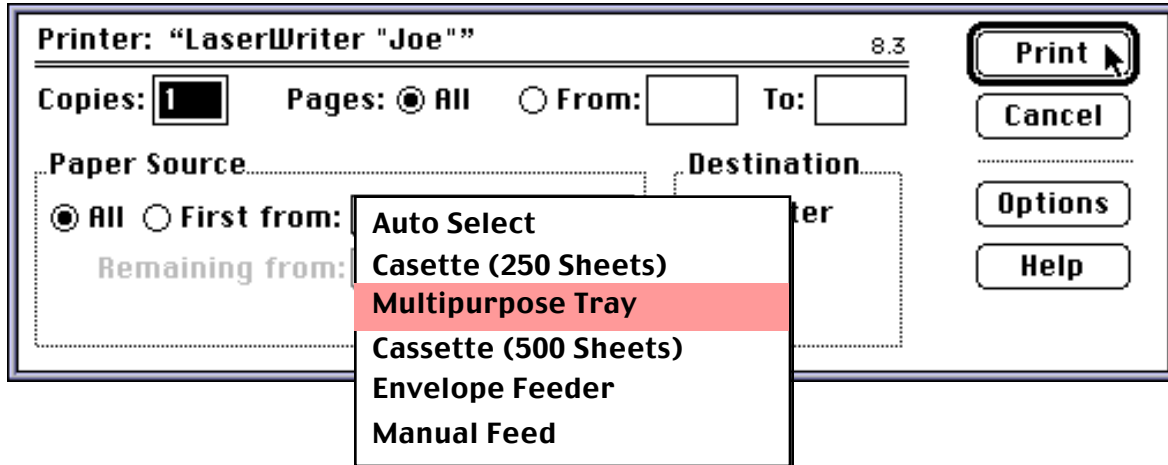 Printer: “LaserWriter "Joe"” 8.3
Print
Copies: 1 Pages: All From: To:
Cancel
Paper Source Destination
All First from:
Options
Remaining from:
Help
Auto Select
Casette (250 Sheets)
Multipurpose Tray
Cassette (500 Sheets)
Envelope Feeder
Manual Feed